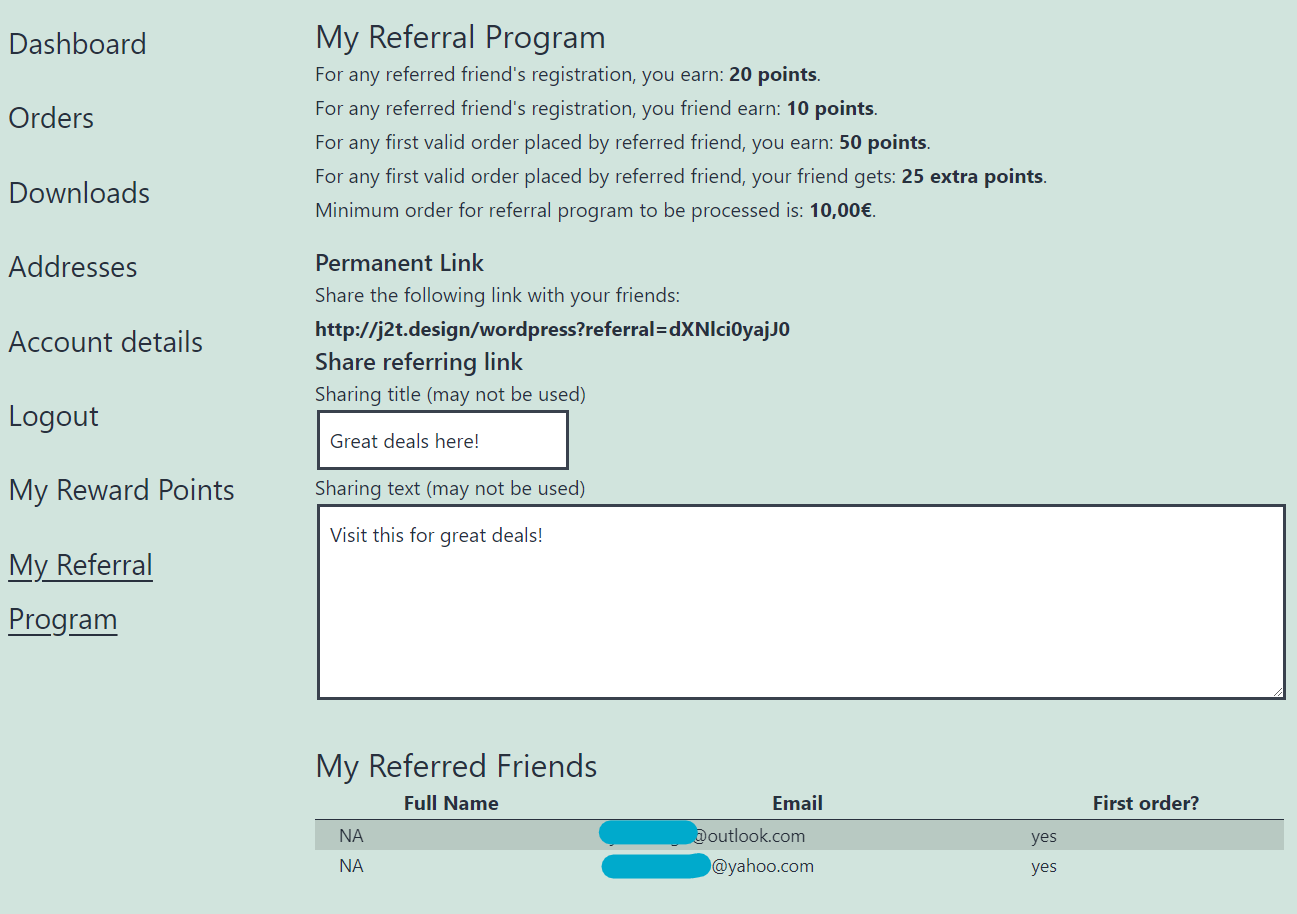 Dashboard
Orders
Downloads
Addresses
Account details
Logout
My Reward Points
My Referral
Program
My Referral Program
For any referred friend's registration, you earn: 20 points.
For any referred friend's registration, you friend earn: 10 points.
For any first valid order placed by referred friend, you earn: 50 points.
For any first valid order placed by referred friend, your friend gets: 25 extra points.
Minimum order for referral program to be processed is: 10,00€.
Permanent Link
Share the following link with your friends:
http://j2t.design/wordpress?referral=dXNlci0yajJ0
Share referring link
Sharing title (may not be used)
Great deals here!
Sharing text (may not be used)
Visit this for great deals!
My Referred Friends
Full Name Email First order?
NA @outlook.com yes
NA @yahoo.com yes